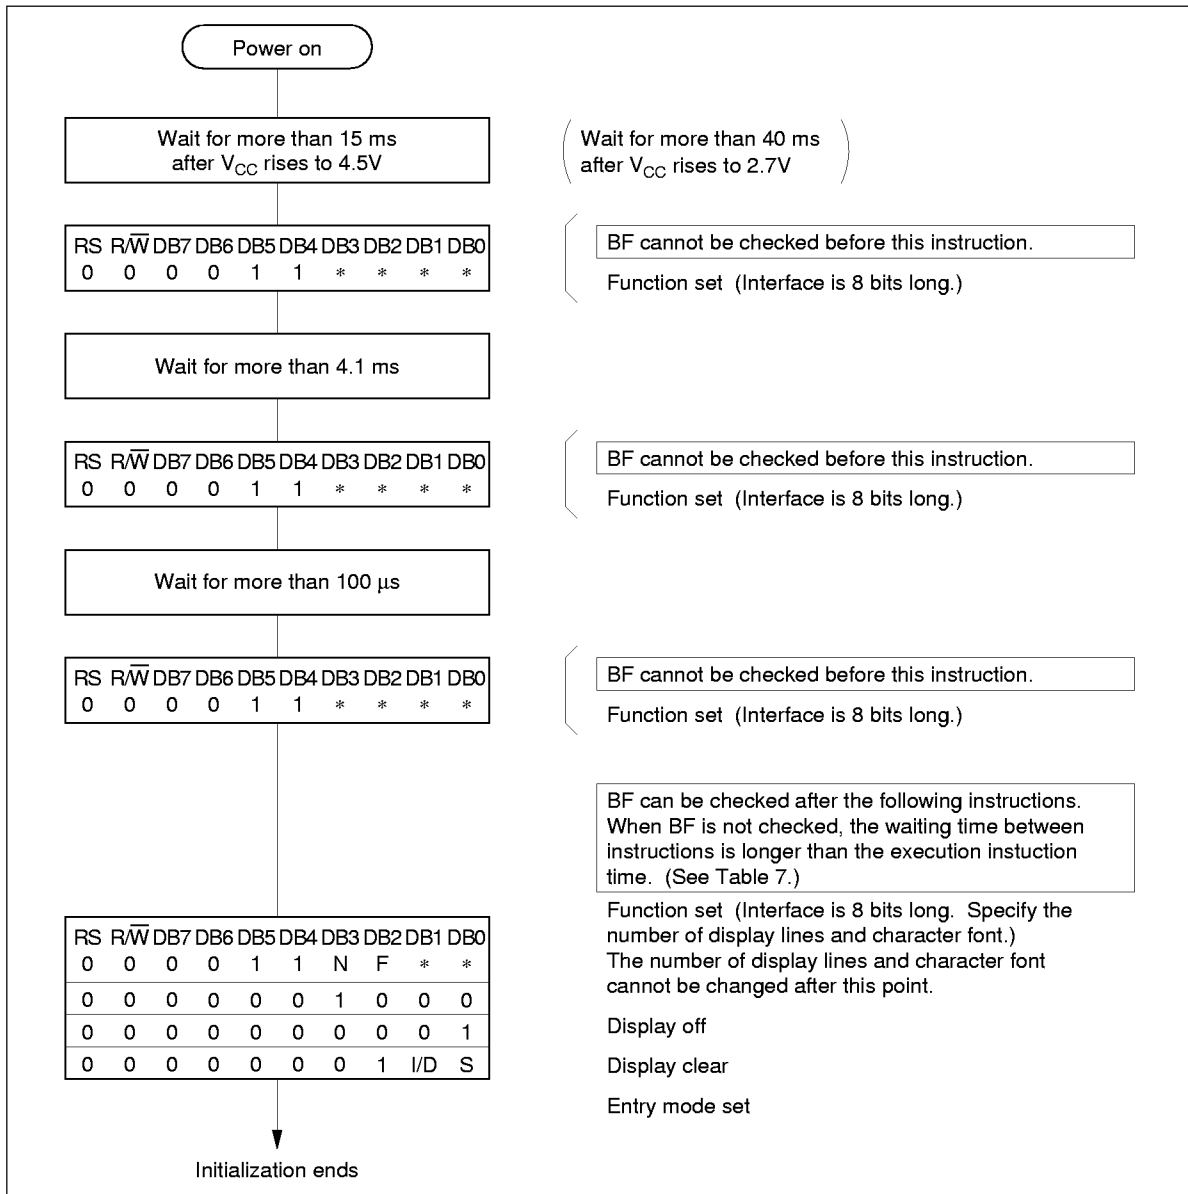 Power on
Wait for more than 15 ms
after VCC rises to 4.5V
Wait for more than 40 ms
after VCC rises to 2.7V
RS R/W̅ DB7 DB6 DB5 DB4 DB3 DB2 DB1 DB0
0 0 0 0 1 1 * * * *
BF cannot be checked before this instruction.
Function set (Interface is 8 bits long.)
Wait for more than 4.1 ms
RS R/W̅ DB7 DB6 DB5 DB4 DB3 DB2 DB1 DB0
0 0 0 0 1 1 * * * *
BF cannot be checked before this instruction.
Function set (Interface is 8 bits long.)
Wait for more than 100 µs
RS R/W̅ DB7 DB6 DB5 DB4 DB3 DB2 DB1 DB0
0 0 0 0 1 1 * * * *
BF cannot be checked before this instruction.
Function set (Interface is 8 bits long.)
BF can be checked after the following instructions.
When BF is not checked, the waiting time between
instructions is longer than the execution instuction
time. (See Table 7.)
RS R/W̅ DB7 DB6 DB5 DB4 DB3 DB2 DB1 DB0
0 0 0 0 1 1 N F * *
0 0 0 0 0 0 1 0 0 0
0 0 0 0 0 0 0 0 0 1
0 0 0 0 0 0 0 1 I/D S
Function set (Interface is 8 bits long. Specify the
number of display lines and character font.)
The number of display lines and character font
cannot be changed after this point.
Display off
Display clear
Entry mode set
Initialization ends